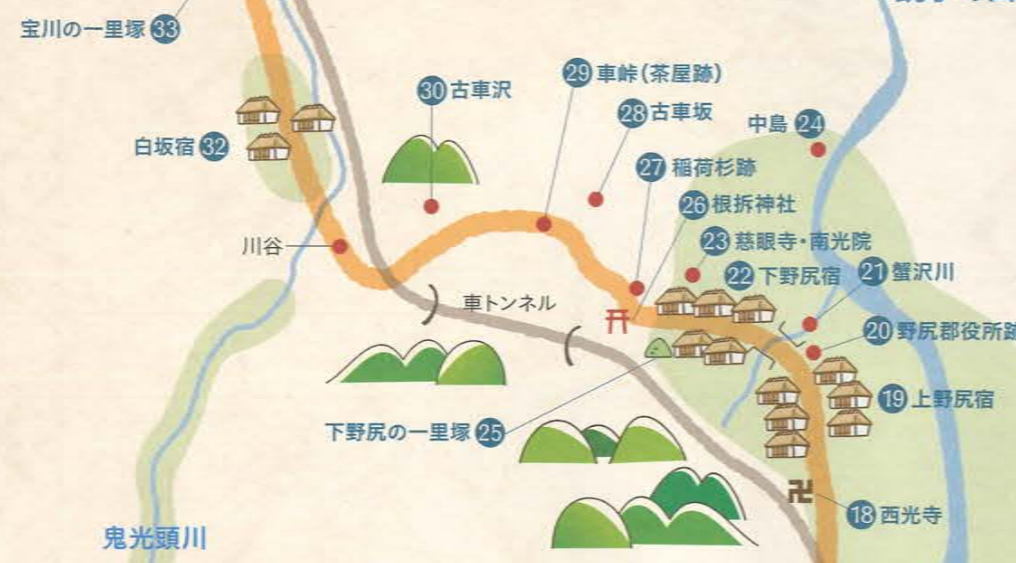 宝川の一里塚 33
30 古車沢
29 車峠(茶屋跡)
28 古車坂
中島 24
白坂宿 32
27 稲荷杉跡
26 根拆神社
23 慈眼寺・南光院
川谷
22 下野尻宿
21 蟹沢川
車トンネル
20 野尻郡役所跡
19 上野尻宿
下野尻の一里塚 25
卍
18 西光寺
鬼光頭川